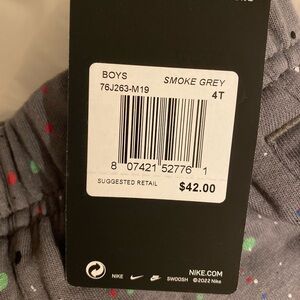 BOYS SMOKE GREY
76J263-M19 4T
8 07421 52776 1
SUGGESTED RETAIL $42.00
NIKE.COM
NIKE SWOOSH ©2022 Nike